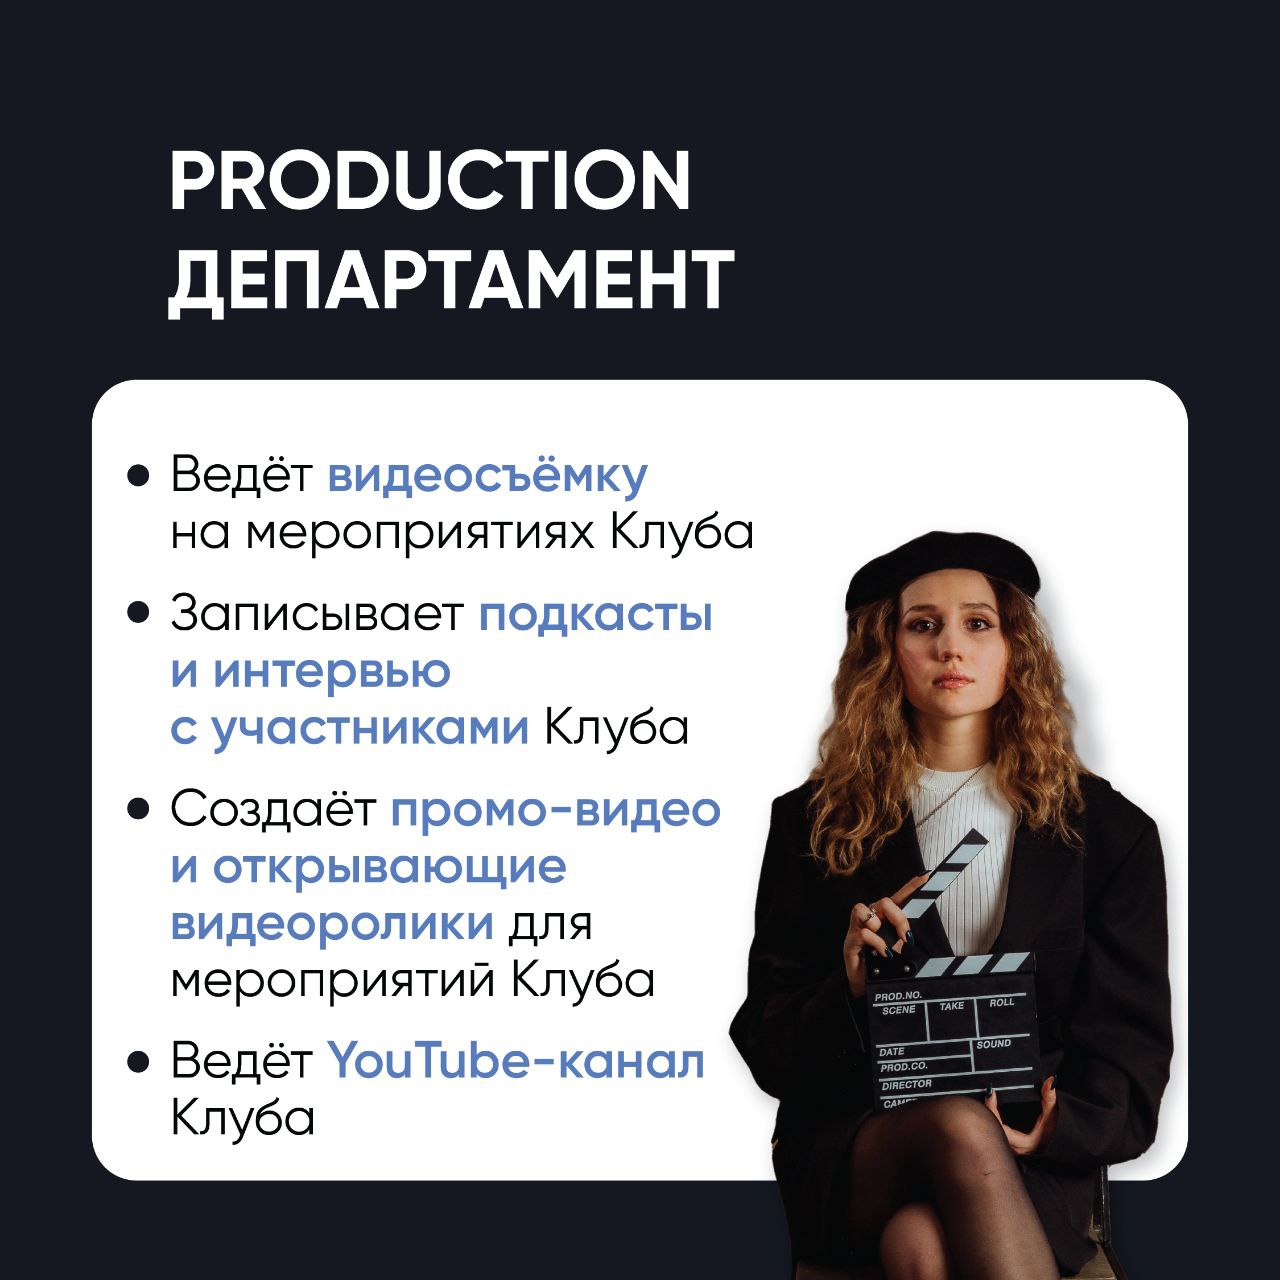 PRODUCTION
ДЕПАРТАМЕНТ
Ведёт видеосъёмку
на мероприятиях Клуба
Записывает подкасты
и интервью
с участниками Клуба
Создаёт промо-видео
и открывающие
видеоролики для
мероприятий Клуба
Ведёт YouTube-канал
Клуба
PROD.NO.
SCENE TAKE ROLL
DATE SOUND
PROD.CO.
DIRECTOR